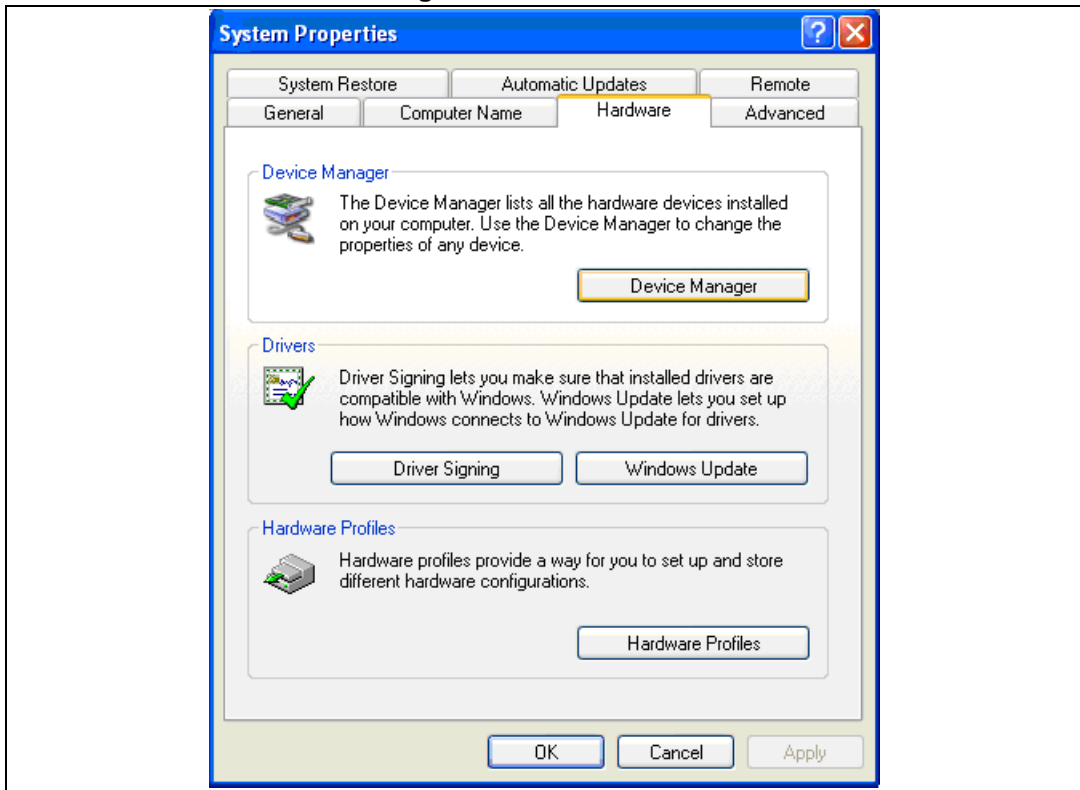 System Properties
System Restore Automatic Updates Remote
General Computer Name Hardware Advanced
Device Manager
The Device Manager lists all the hardware devices installed
on your computer. Use the Device Manager to change the
properties of any device.
Device Manager
Drivers
Driver Signing lets you make sure that installed drivers are
compatible with Windows. Windows Update lets you set up
how Windows connects to Windows Update for drivers.
Driver Signing Windows Update
Hardware Profiles
Hardware profiles provide a way for you to set up and store
different hardware configurations.
Hardware Profiles
OK Cancel Apply